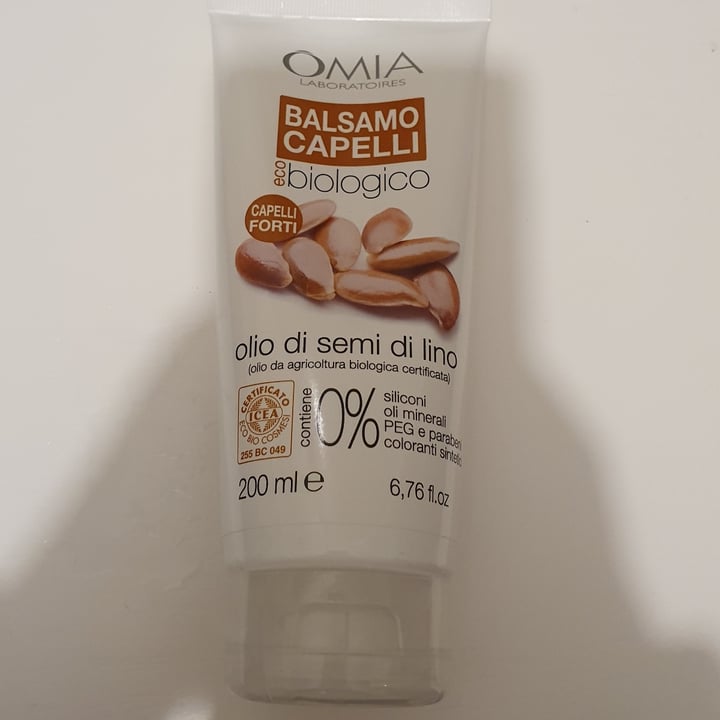 OMIA
LABORATOIRES
BALSAMO
CAPELLI
eco biologico
CAPELLI
FORTI
olio di semi di lino
(olio da agricoltura biologica certificata)
CERTIFICATO
ICEA
ECO BIO COSMESI
255 BC 049
contiene
0%
siliconi
oli minerali
PEG e parabeni
coloranti
200 ml e
6,76 fl.oz